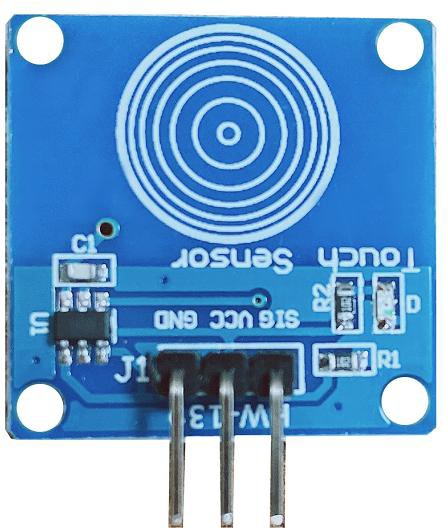 C1
Touch Sensor
R2
D
U1
SIG VCC GND
J1
R1